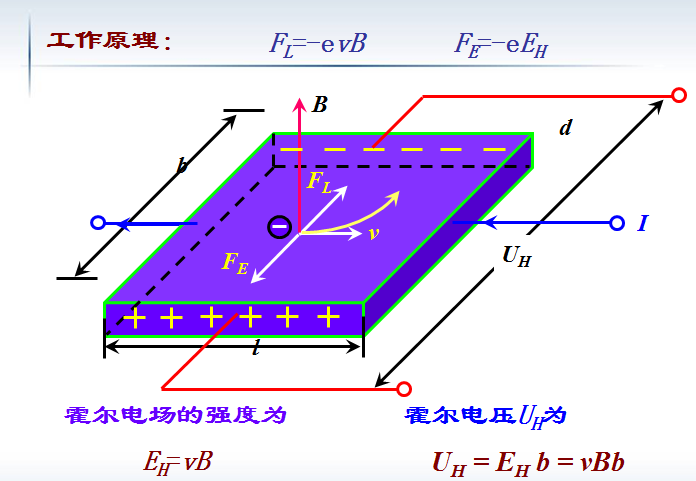 工作原理： F_L=−evB F_E=−eE_H
B
d
b
F_L
−
v
I
U_H
F_E
+ + + + + +
l
霍尔电场的强度为 霍尔电压U_H为
E_H=vB U_H = E_H b = vBb